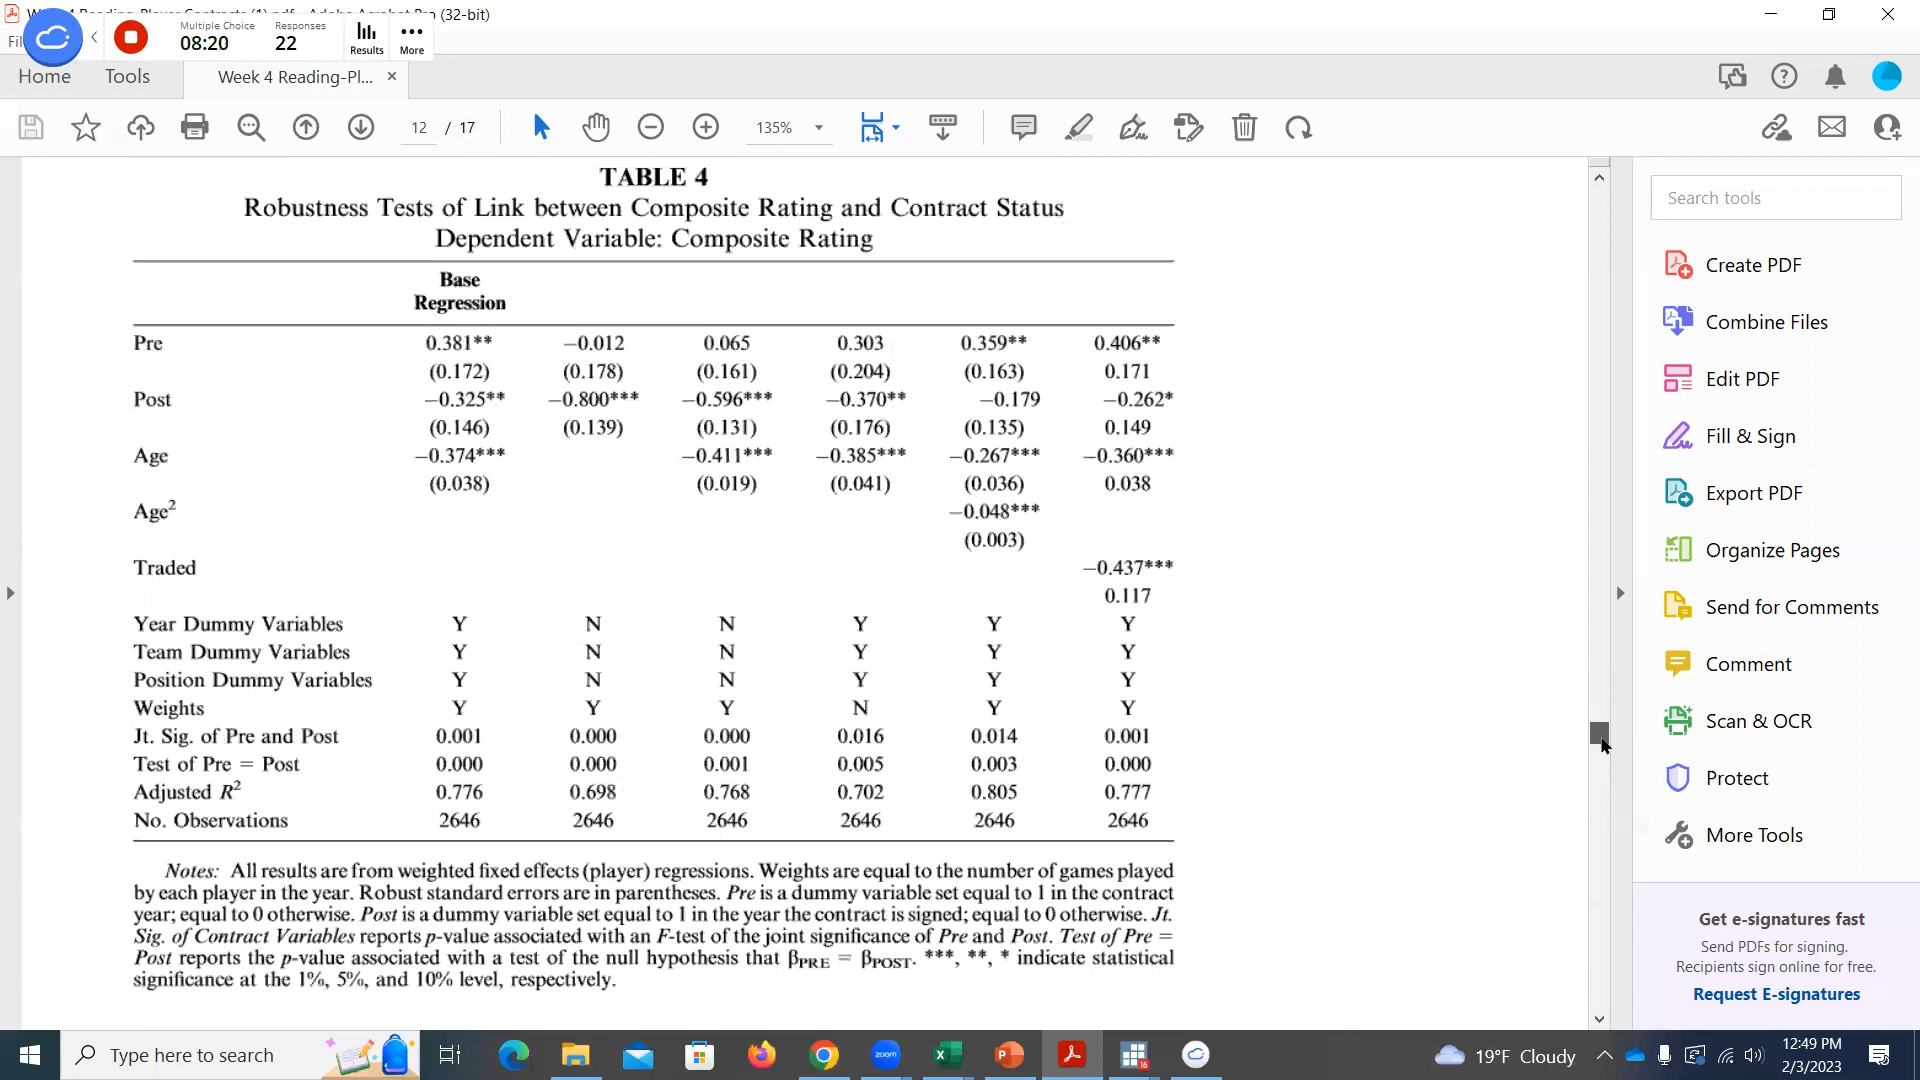 (32-bit)
Multiple Choice
08:20
Responses
22
Results
More
Home
Tools
Week 4 Reading-Pl...
12 / 17
135%
TABLE 4
Robustness Tests of Link between Composite Rating and Contract Status
Dependent Variable: Composite Rating
Base
Regression
Pre 0.381** −0.012 0.065 0.303 0.359** 0.406**
(0.172) (0.178) (0.161) (0.204) (0.163) 0.171
Post −0.325** −0.800*** −0.596*** −0.370** −0.179 −0.262*
(0.146) (0.139) (0.131) (0.176) (0.135) 0.149
Age −0.374*** −0.411*** −0.385*** −0.267*** −0.360***
(0.038) (0.019) (0.041) (0.036) 0.038
Age² −0.048***
(0.003)
Traded −0.437***
0.117
Year Dummy Variables Y N N Y Y Y
Team Dummy Variables Y N N Y Y Y
Position Dummy Variables Y N N Y Y Y
Weights Y Y Y N Y Y
Jt. Sig. of Pre and Post 0.001 0.000 0.000 0.016 0.014 0.001
Test of Pre = Post 0.000 0.000 0.001 0.005 0.003 0.000
Adjusted R² 0.776 0.698 0.768 0.702 0.805 0.777
No. Observations 2646 2646 2646 2646 2646 2646
Notes: All results are from weighted fixed effects (player) regressions. Weights are equal to the number of games played
by each player in the year. Robust standard errors are in parentheses. Pre is a dummy variable set equal to 1 in the contract
year; equal to 0 otherwise. Post is a dummy variable set equal to 1 in the year the contract is signed; equal to 0 otherwise. Jt.
Sig. of Contract Variables reports p-value associated with an F-test of the joint significance of Pre and Post. Test of Pre =
Post reports the p-value associated with a test of the null hypothesis that βPRE = βPOST. ***, **, * indicate statistical
significance at the 1%, 5%, and 10% level, respectively.
Search tools
Create PDF
Combine Files
Edit PDF
Fill & Sign
Export PDF
Organize Pages
Send for Comments
Comment
Scan & OCR
Protect
More Tools
Get e-signatures fast
Send PDFs for signing.
Recipients sign online for free.
Request E-signatures
Type here to search
zoom
16
19°F Cloudy
12:49 PM
2/3/2023